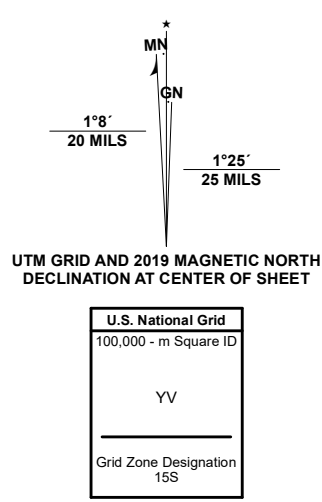 MN
GN
1°8´
20 MILS
1°25´
25 MILS
UTM GRID AND 2019 MAGNETIC NORTH
DECLINATION AT CENTER OF SHEET
U.S. National Grid
100,000 - m Square ID
YV
Grid Zone Designation
15S